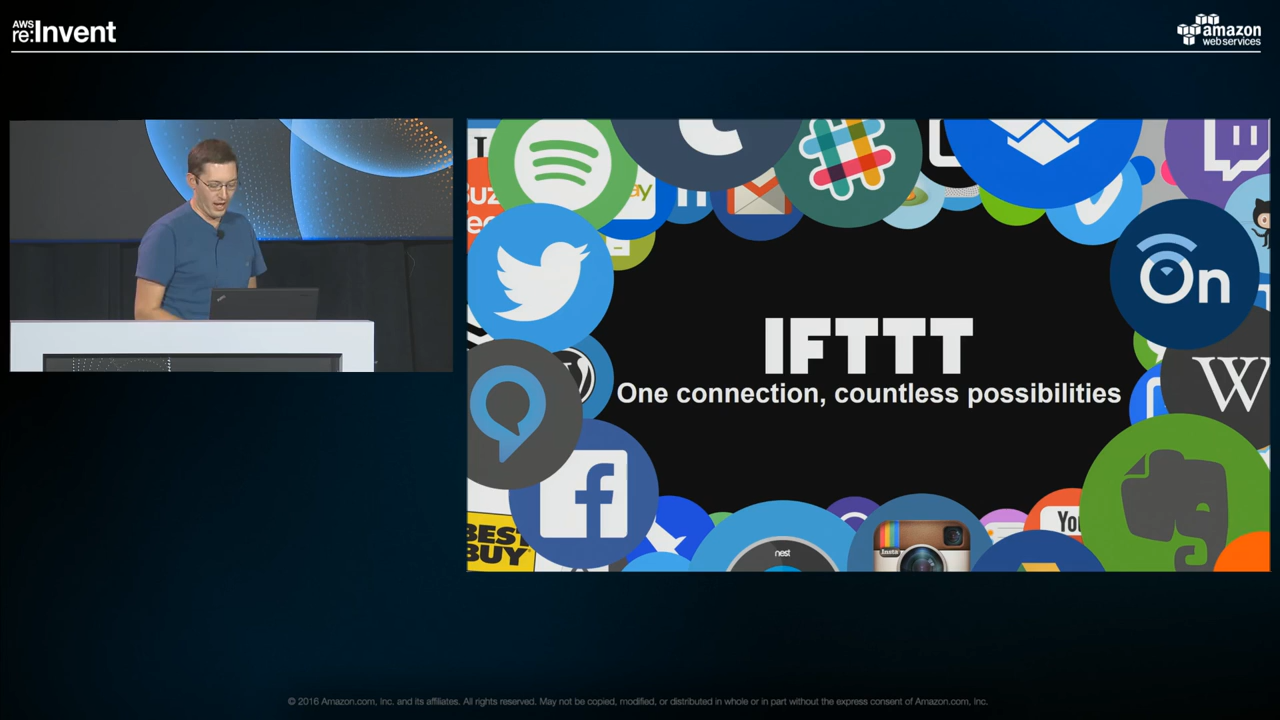 AWS
re:Invent
amazon
web services
IFTTT
One connection, countless possibilities
On
W
BEST
BUY
nest
Insta
You
© 2016 Amazon.com, Inc. and its affiliates. All rights reserved. May not be copied, modified, or distributed in whole or in part without the express consent of Amazon.com, Inc.